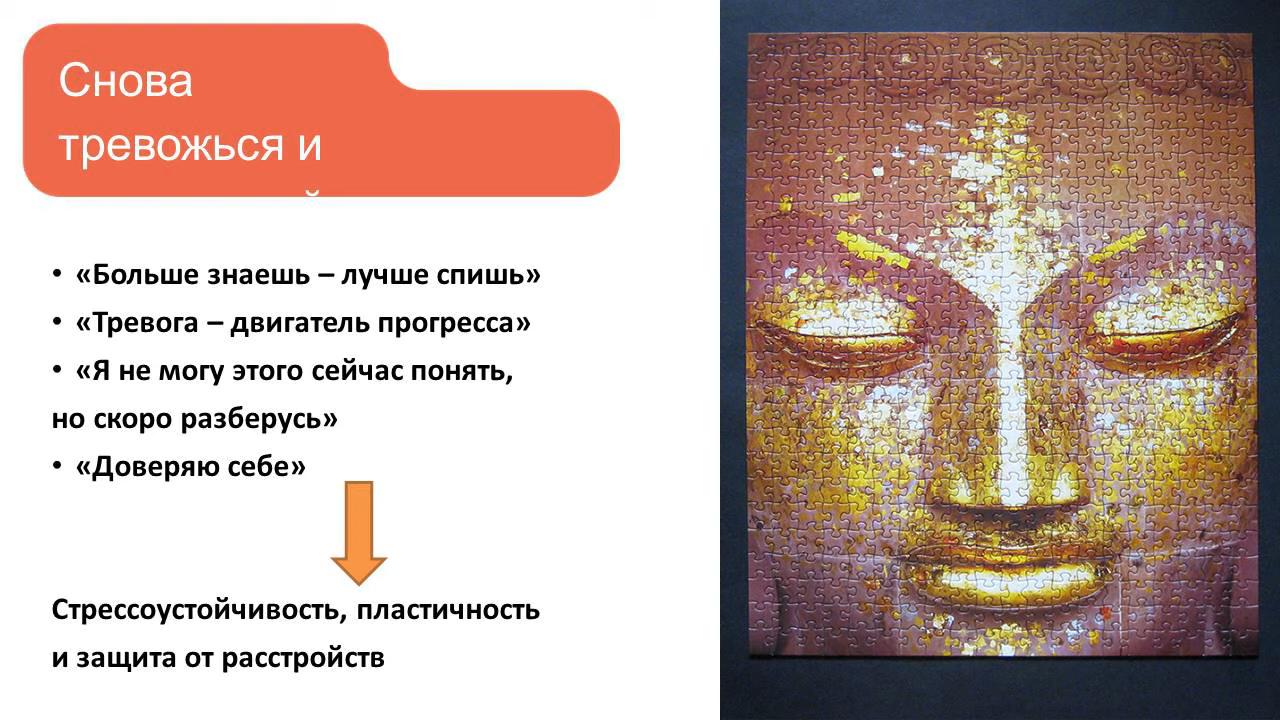 Снова
тревожься и
• «Больше знаешь – лучше спишь»
• «Тревога – двигатель прогресса»
• «Я не могу этого сейчас понять,
но скоро разберусь»
• «Доверяю себе»
Стрессоустойчивость, пластичность
и защита от расстройств